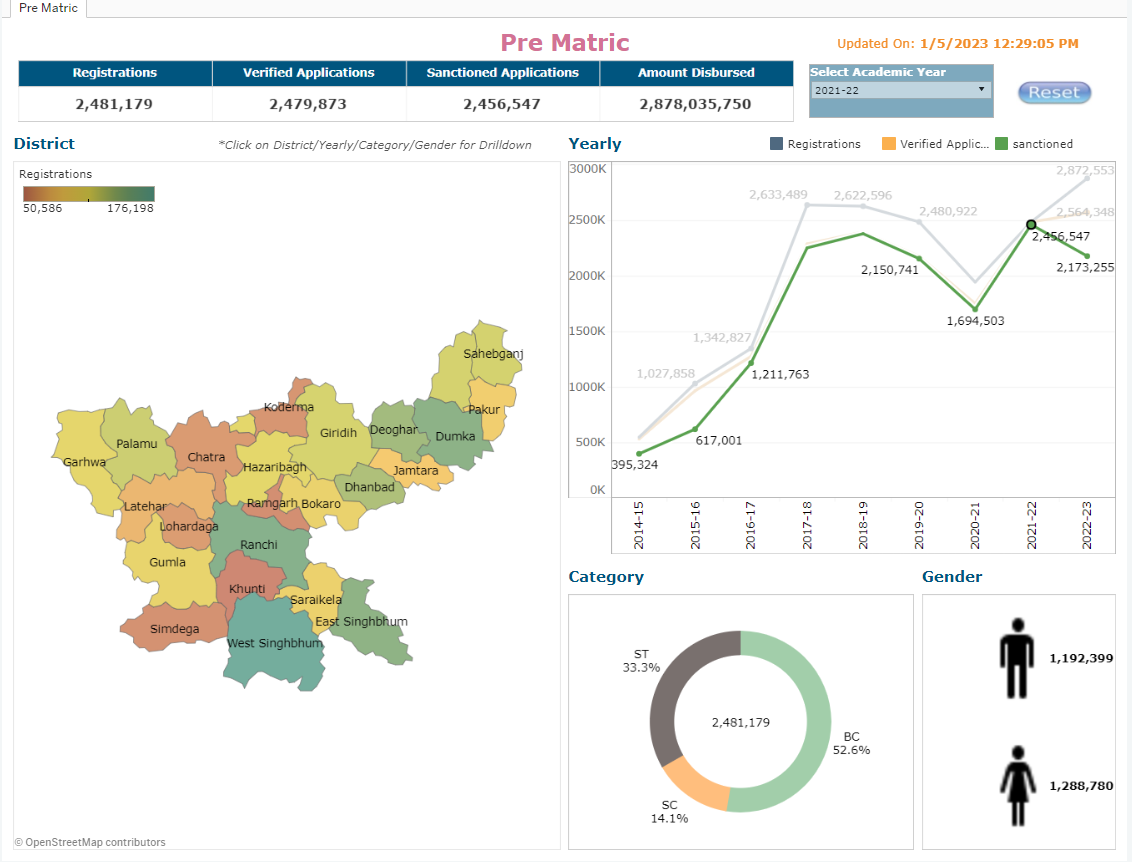 Pre Matric
Pre Matric
Updated On: 1/5/2023 12:29:05 PM
Registrations Verified Applications Sanctioned Applications Amount Disbursed
2,481,179 2,479,873 2,456,547 2,878,035,750
Select Academic Year
2021-22
Reset
District
*Click on District/Yearly/Category/Gender for Drilldown
Registrations
50,586 176,198
Sahebganj
Pakur
Koderma
Giridih
Deoghar
Dumka
Palamu
Garhwa
Chatra
Hazaribagh
Jamtara
Dhanbad
Latehar
Ramgarh
Bokaro
Lohardaga
Ranchi
Gumla
Khunti
Saraikela
East Singhbhum
Simdega
West Singhbhum
© OpenStreetMap contributors
Yearly
Registrations Verified Applic... sanctioned
3000K
2500K
2000K
1500K
1000K
500K
0K
2,872,553
2,633,489
2,622,596
2,480,922
2,564,348
2,456,547
2,150,741
2,173,255
1,694,503
1,342,827
1,027,858
1,211,763
617,001
395,324
2014-15
2015-16
2016-17
2017-18
2018-19
2019-20
2020-21
2021-22
2022-23
Category
ST
33.3%
2,481,179
BC
52.6%
SC
14.1%
Gender
1,192,399
1,288,780